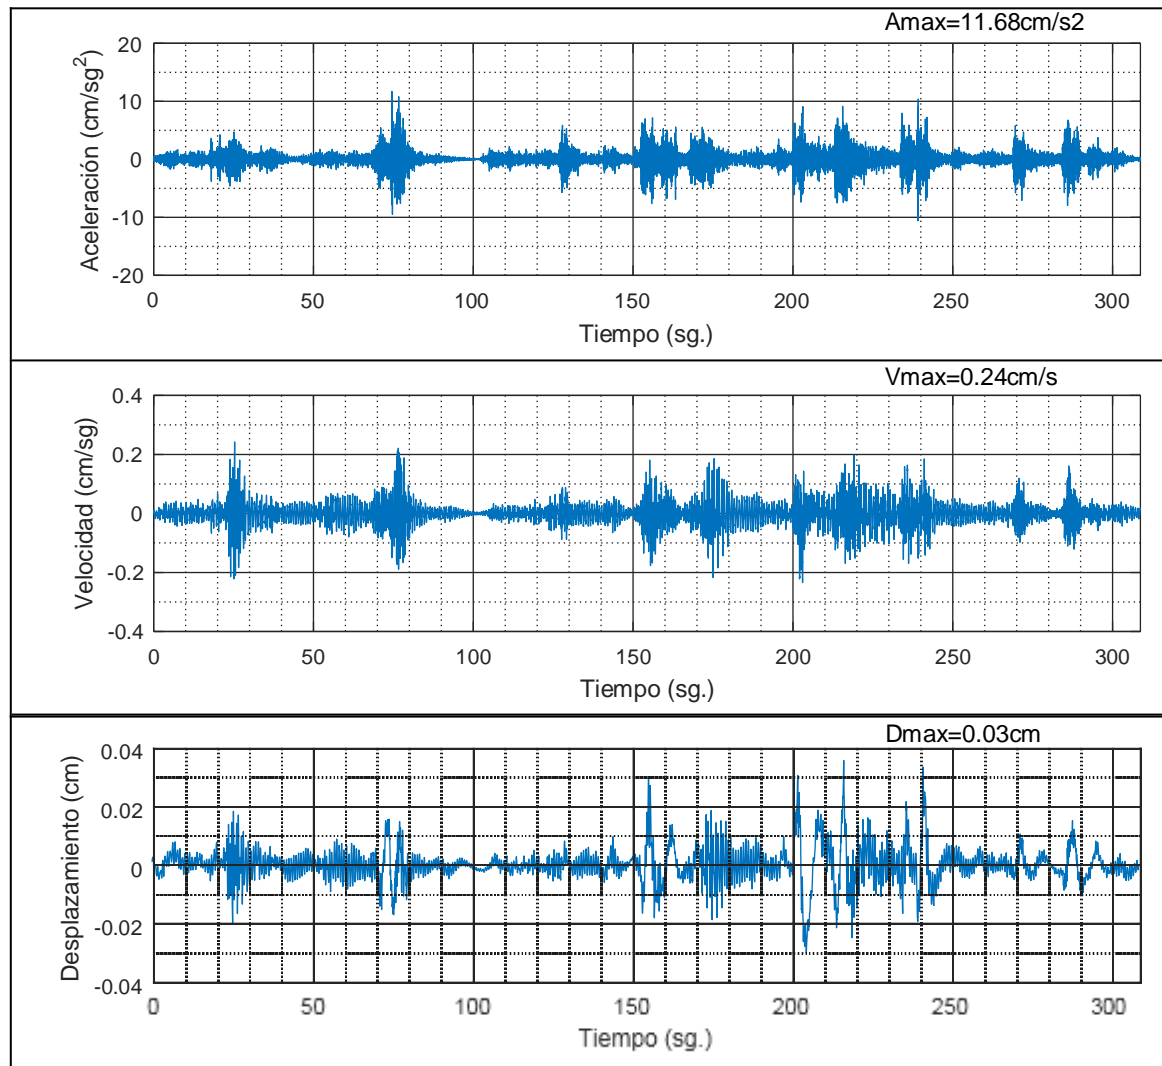 Amax=11.68cm/s2
Aceleración (cm/sg²)
20
10
0
-10
-20
0 50 100 150 200 250 300
Tiempo (sg.)
Vmax=0.24cm/s
Velocidad (cm/sg)
0.4
0.2
0
-0.2
-0.4
0 50 100 150 200 250 300
Tiempo (sg.)
Dmax=0.03cm
Desplazamiento (cm)
0.04
0.02
0
-0.02
-0.04
0 50 100 150 200 250 300
Tiempo (sg.)